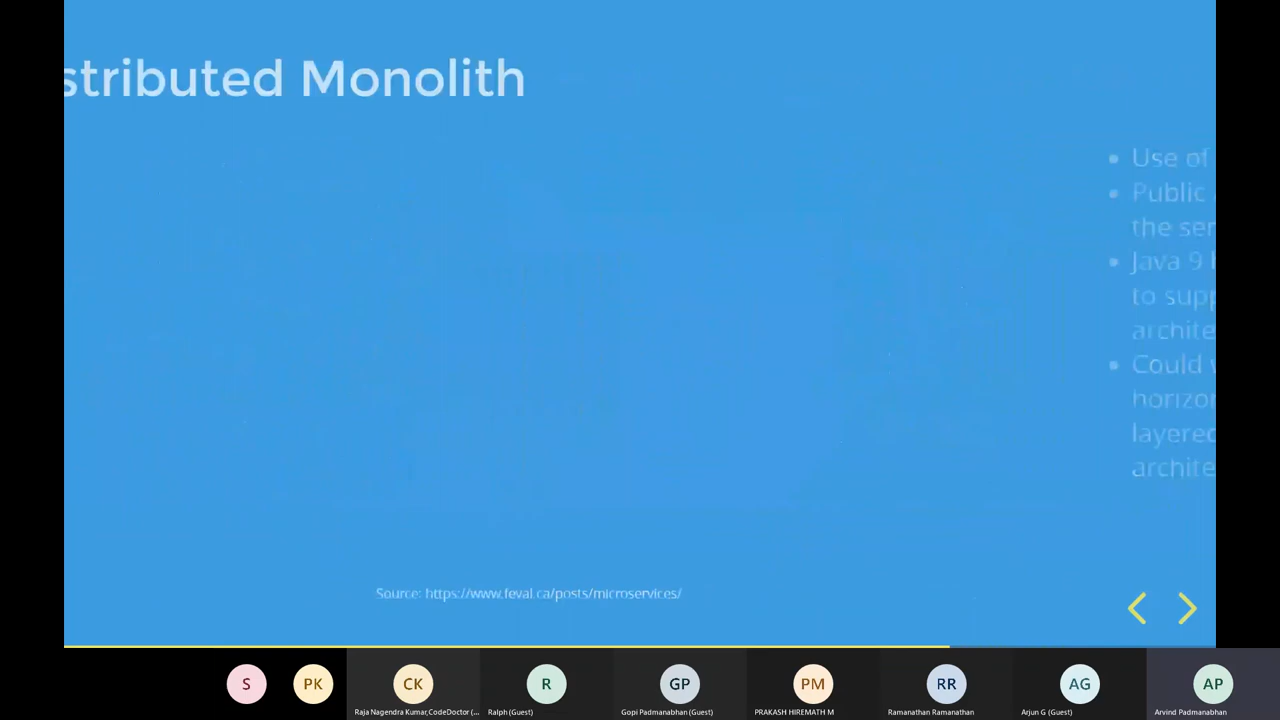 stributed Monolith
Use of
Public
the ser
Java 9
to supp
archite
Could
horizo
layere
archite
Source: https://www.feval.ca/posts/microservices/
S
PK
CK
R
GP
PM
RR
AG
AP
Raja Nagendra Kumar,CodeDoctor (...
Ralph (Guest)
Gopi Padmanabhan (Guest)
PRAKASH HIREMATH M
Ramanathan Ramanathan
Arjun G (Guest)
Arvind Padmanabhan